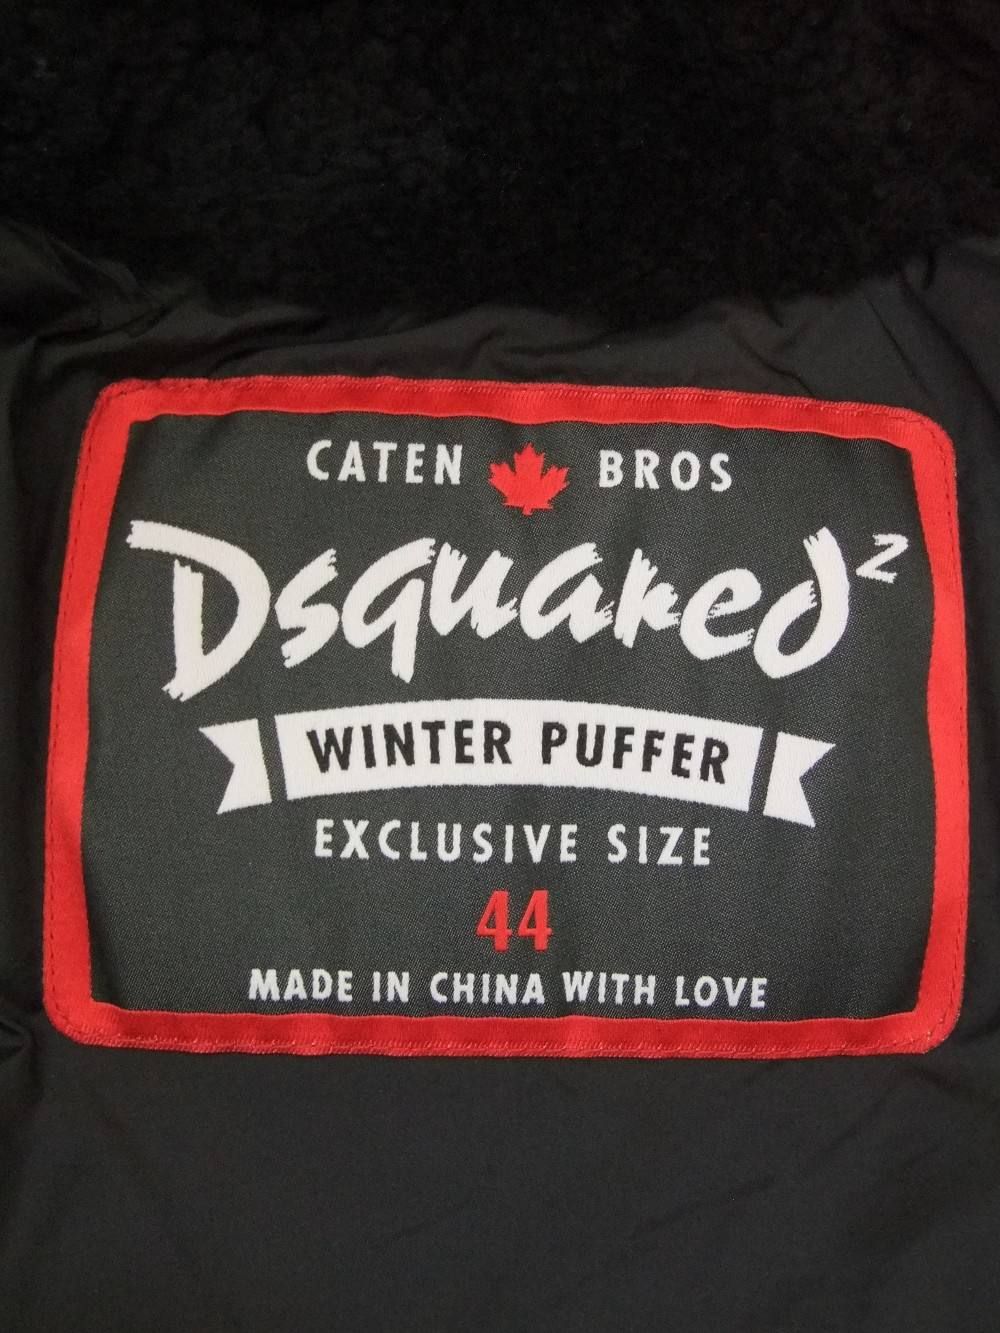 CATEN BROS
Dsquared²
WINTER PUFFER
EXCLUSIVE SIZE
44
MADE IN CHINA WITH LOVE